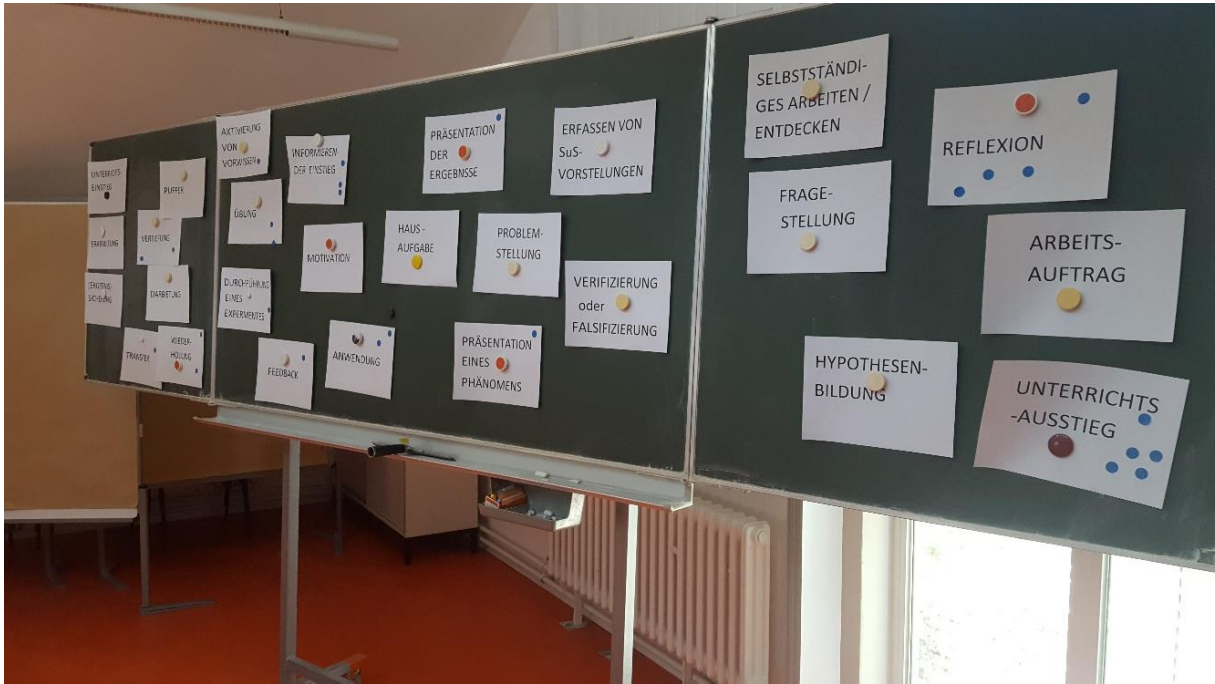 UNTERRICHTS-
EINSTIEG
PUFFER
ERARBEITUNG
VERTIEFUNG
DARBIETUNG
TRANSFER
WIEDER-
HOLUNG
AKTIVIERUNG
VON
VORWISSEN
INFORMIEREN-
DER EINSTIEG
ÜBUNG
MOTIVATION
DURCHFÜHRUNG
EINES
EXPERIMENTES
FEEDBACK
ANWENDUNG
PRÄSENTATION
DER
ERGEBNSSE
ERFASSEN VON
SuS-
VORSTELUNGEN
HAUS-
AUFGABE
PROBLEM-
STELLUNG
VERIFIZIERUNG
oder
FALSIFIZIERUNG
PRÄSENTATION
EINES
PHÄNOMENS
SELBSTSTÄNDI-
GES ARBEITEN /
ENTDECKEN
REFLEXION
FRAGE-
STELLUNG
ARBEITS-
AUFTRAG
HYPOTHESEN-
BILDUNG
UNTERRICHTS
-AUSSTIEG